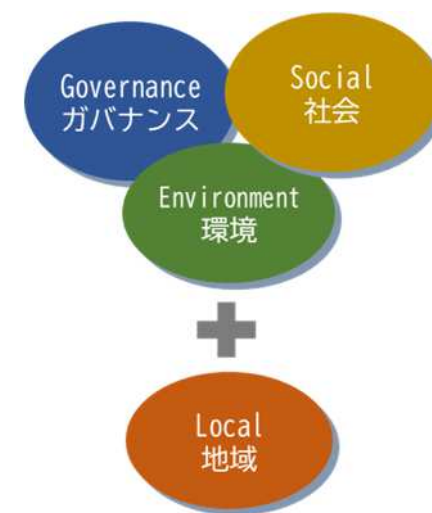 Governance
ガバナンス
Social
社会
Environment
環境
Local
地域